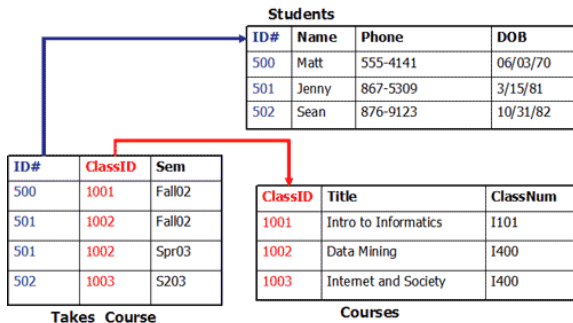 Students
ID# Name Phone DOB
500 Matt 555-4141 06/03/70
501 Jenny 867-5309 3/15/81
502 Sean 876-9123 10/31/82
ID# ClassID Sem
500 1001 Fall02
501 1002 Fall02
501 1002 Spr03
502 1003 S203
Takes Course
ClassID Title ClassNum
1001 Intro to Informatics I101
1002 Data Mining I400
1003 Internet and Society I400
Courses